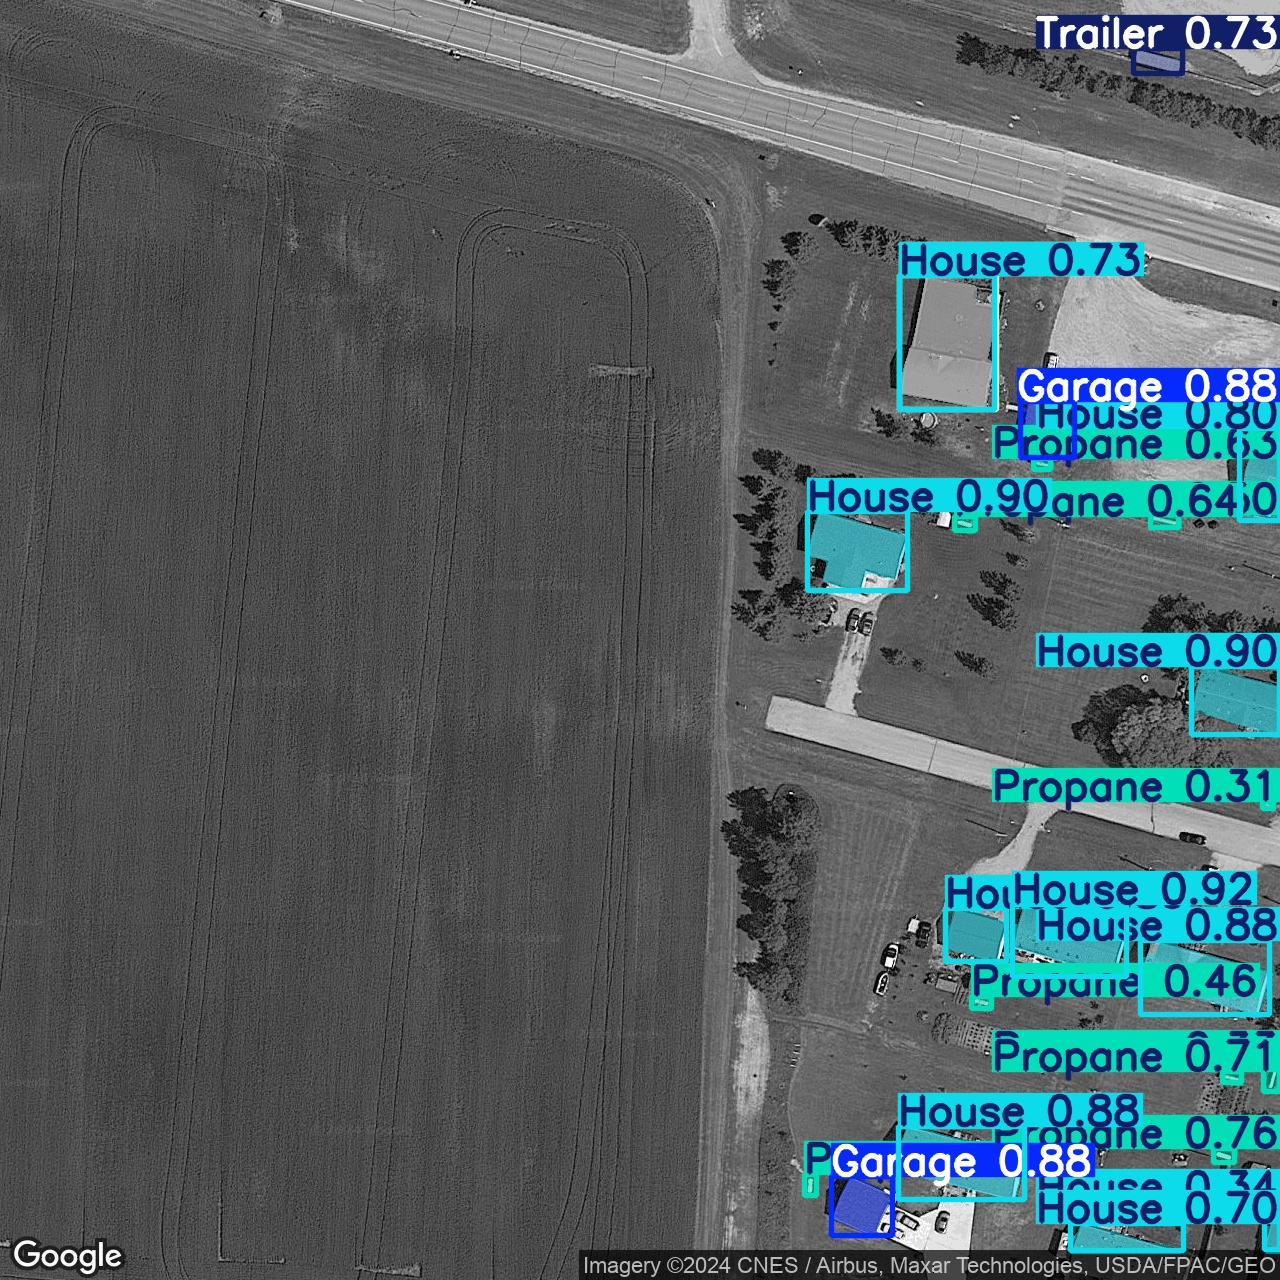 Trailer 0.73
House 0.73
Garage 0.88
House 0.80
Propane 0.63
House 0.90
pane 0.64
House 0.90
Propane 0.31
House 0.92
House 0.88
Propane 0.46
Propane 0.71
House 0.88
Propane 0.76
Garage 0.88
House 0.70
Google
Imagery ©2024 CNES / Airbus, Maxar Technologies, USDA/FPAC/GEO